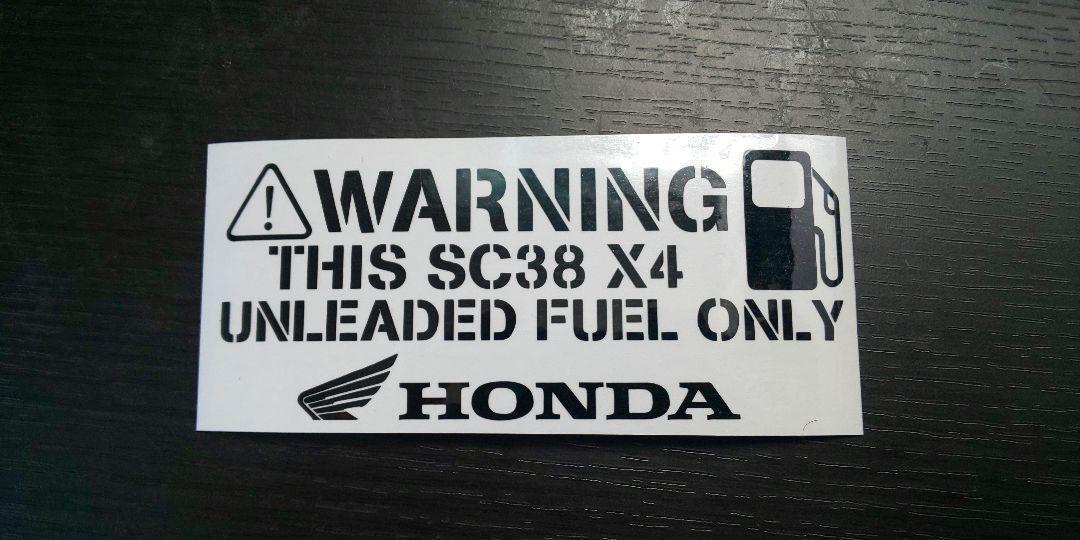 WARNING
THIS SC38 X4
UNLEADED FUEL ONLY
HONDA